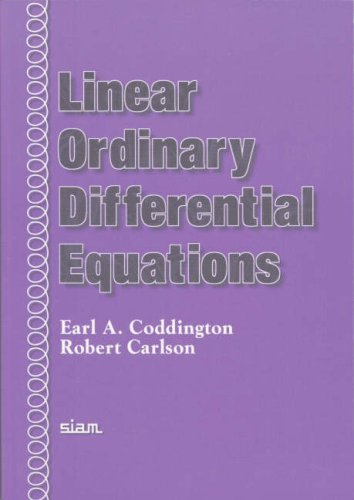 Linear
Ordinary
Differential
Equations
Earl A. Coddington
Robert Carlson
siam